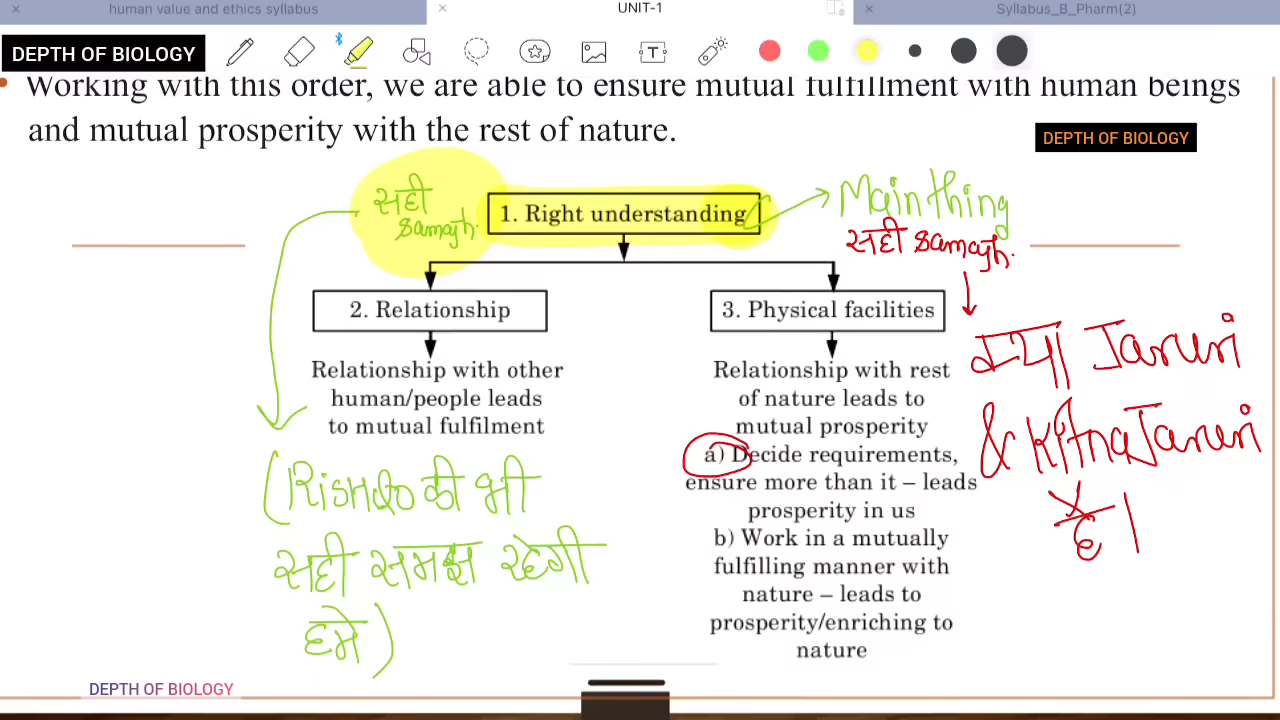 human value and ethics syllabus
UNIT-1
Syllabus_B_Pharm(2)
DEPTH OF BIOLOGY
Working with this order, we are able to ensure mutual fulfillment with human beings
and mutual prosperity with the rest of nature.
DEPTH OF BIOLOGY
सही
samajh.
1. Right understanding
Main thing
सही samajh.
2. Relationship
3. Physical facilities
क्या Jaruri
& Kitna Jaruri
है।
Relationship with other
human/people leads
to mutual fulfilment
Relationship with rest
of nature leads to
mutual prosperity
a) Decide requirements,
ensure more than it – leads
prosperity in us
b) Work in a mutually
fulfilling manner with
nature – leads to
prosperity/enriching to
nature
(Rishto की भी
सही समझ रहेगी
हमे)
DEPTH OF BIOLOGY